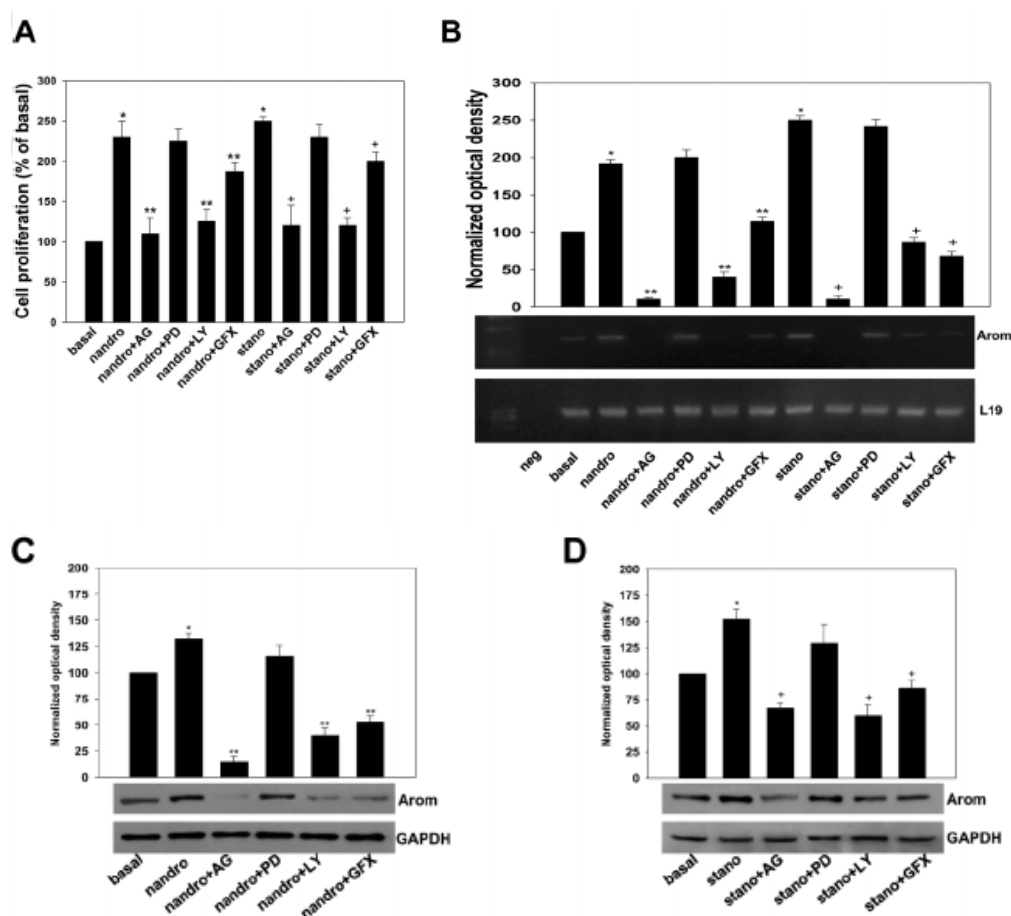 A
Cell proliferation (% of basal)
300
250
200
150
100
50
0
*
**
**
**
*
+
+
+
basal
nandro
nandro+AG
nandro+PD
nandro+LY
nandro+GFX
stano
stano+AG
stano+PD
stano+LY
stano+GFX
B
Normalized optical density
300
250
200
150
100
50
0
*
**
**
**
*
+
+
+
Arom
L19
neg
basal
nandro
nandro+AG
nandro+PD
nandro+LY
nandro+GFX
stano
stano+AG
stano+PD
stano+LY
stano+GFX
C
Normalized optical density
200
175
150
125
100
75
50
25
0
*
**
**
**
Arom
GAPDH
basal
nandro
nandro+AG
nandro+PD
nandro+LY
nandro+GFX
D
Normalized optical density
200
175
150
125
100
75
50
25
0
*
+
+
+
Arom
GAPDH
basal
stano
stano+AG
stano+PD
stano+LY
stano+GFX